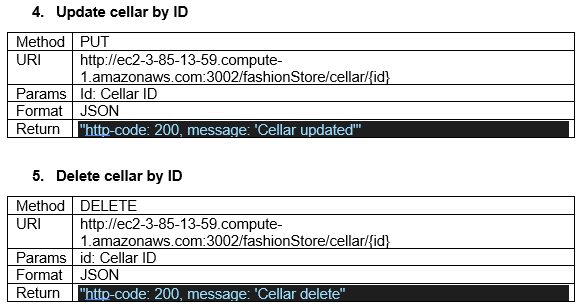 4. Update cellar by ID
Method PUT
URI http://ec2-3-85-13-59.compute-
1.amazonaws.com:3002/fashionStore/cellar/{id}
Params Id: Cellar ID
Format JSON
Return "http-code: 200, message: 'Cellar updated'"
5. Delete cellar by ID
Method DELETE
URI http://ec2-3-85-13-59.compute-
1.amazonaws.com:3002/fashionStore/cellar/{id}
Params id: Cellar ID
Format JSON
Return "http-code: 200, message: 'Cellar delete"